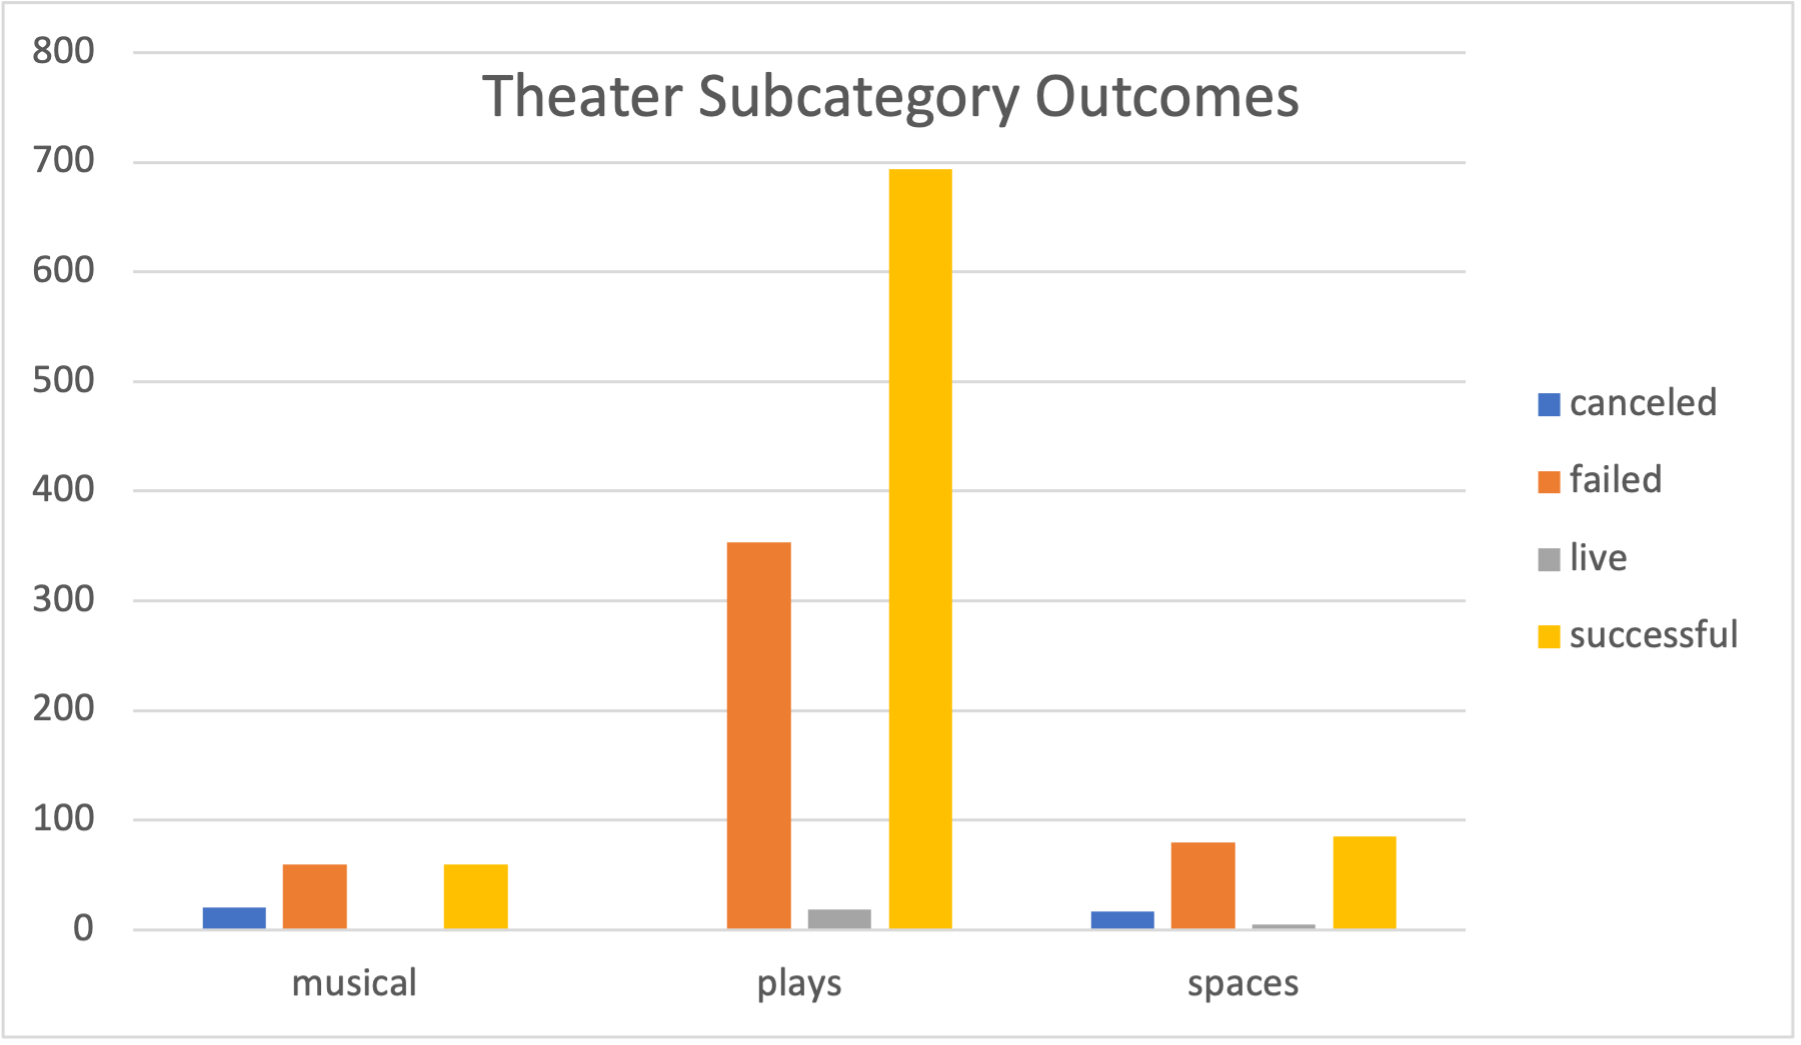 Theater Subcategory Outcomes
800
700
600
500
400
300
200
100
0
musical
plays
spaces
canceled
failed
live
successful